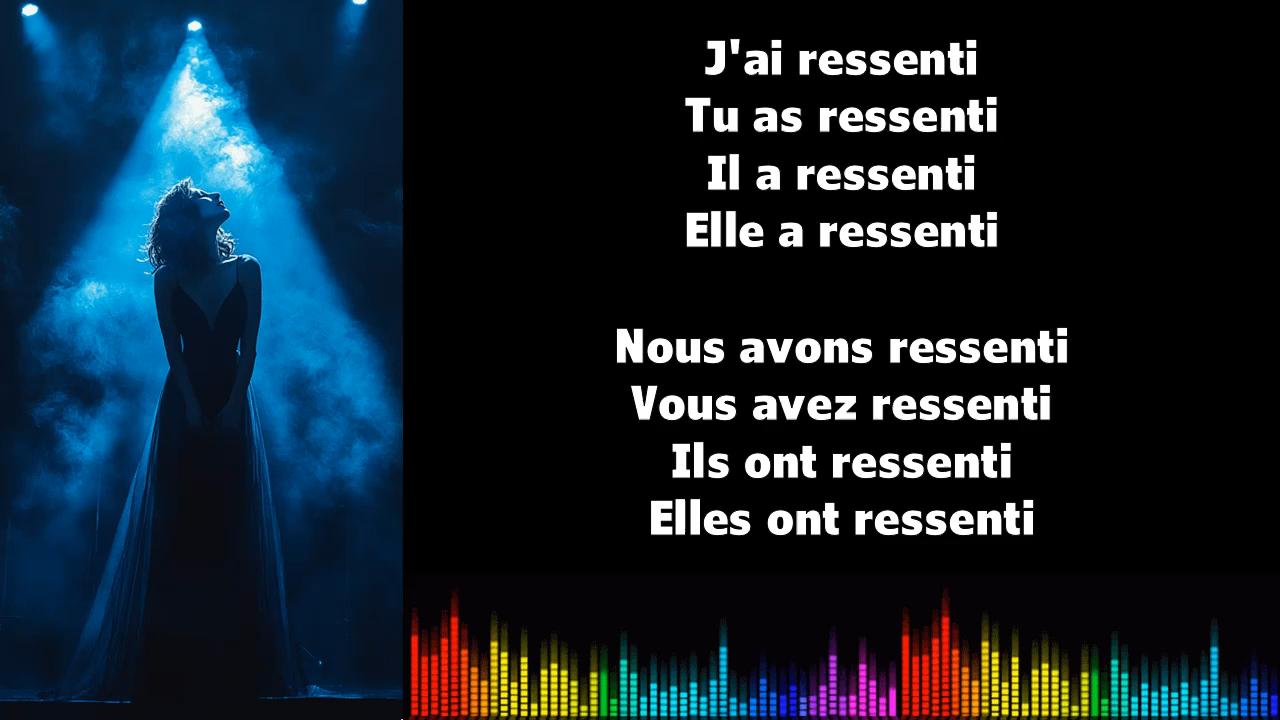 J'ai ressenti
Tu as ressenti
Il a ressenti
Elle a ressenti
Nous avons ressenti
Vous avez ressenti
Ils ont ressenti
Elles ont ressenti